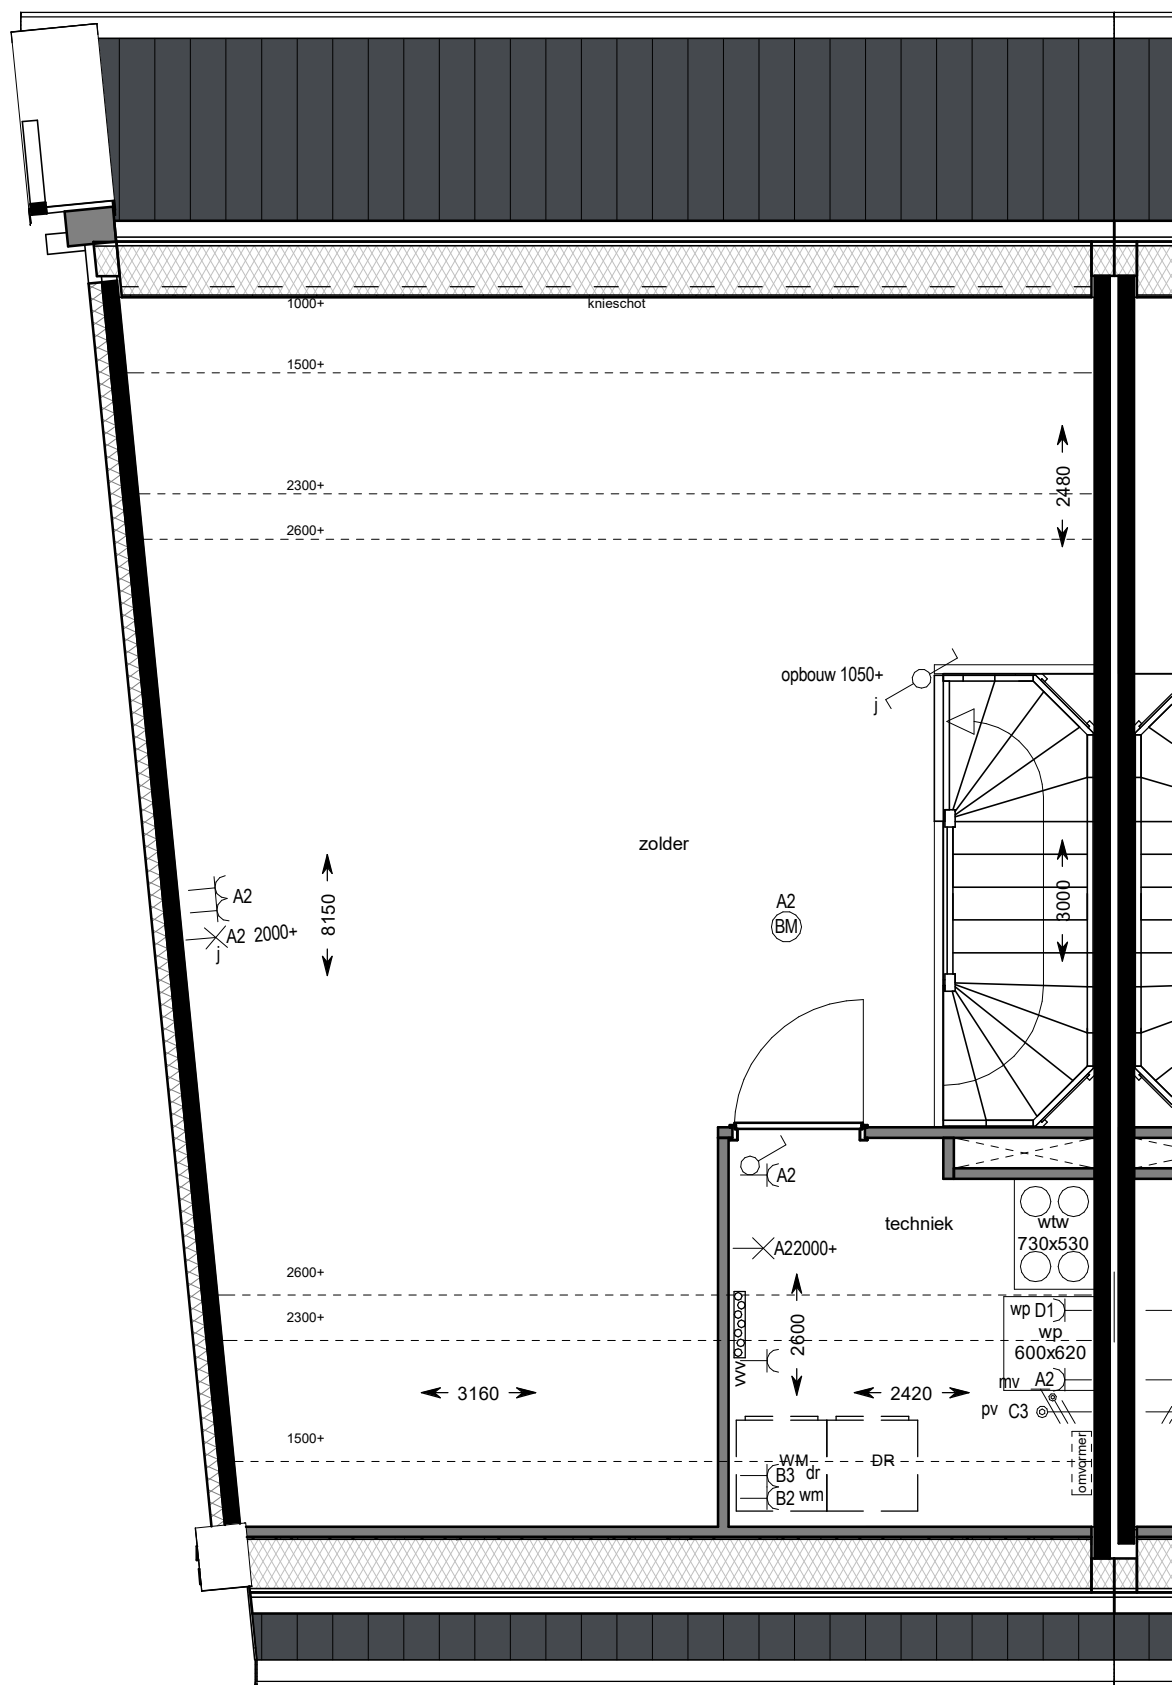 1000+
knieschot
1500+
2300+
2480
2600+
opbouw 1050+
j
zolder
A2
A2 2000+
j
8150
A2
BM
3000
A2
techniek
wtw
730x530
A22000+
2600+
2300+
wp D1
wp
600x620
2600
WV
mv A2
3160
2420
pv C3
1500+
omvormer
WM
DR
B3 dr
B2 wm